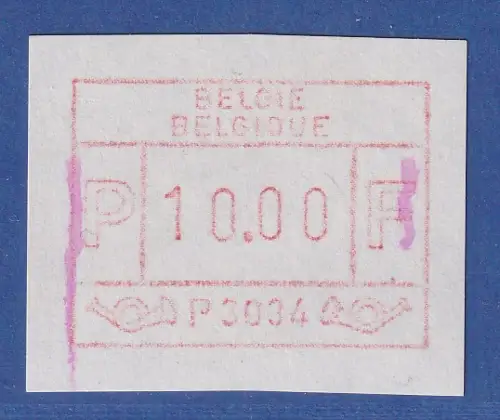 BELGIE
BELGIQUE
P 10.00 F
P3034